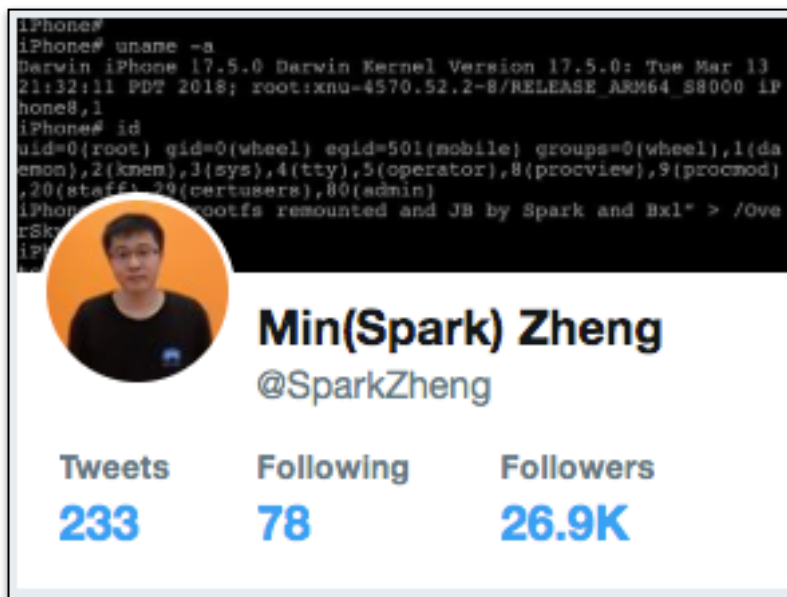 iPhone#
iPhone# uname -a
Darwin iPhone 17.5.0 Darwin Kernel Version 17.5.0: Tue Mar 13
21:32:11 PDT 2018; root:xnu-4570.52.2~8/RELEASE_ARM64_S8000 iP
hone8,1
iPhone# id
uid=0(root) gid=0(wheel) egid=501(mobile) groups=0(wheel),1(da
emon),2(kmem),3(sys),4(tty),5(operator),8(procview),9(procmod)
,20(staff),29(certusers),80(admin)
iPhone rootfs remounted and JB by Spark and Bxl" > /Ove
rSk
iPh
Min(Spark) Zheng
@SparkZheng
Tweets Following Followers
233 78 26.9K